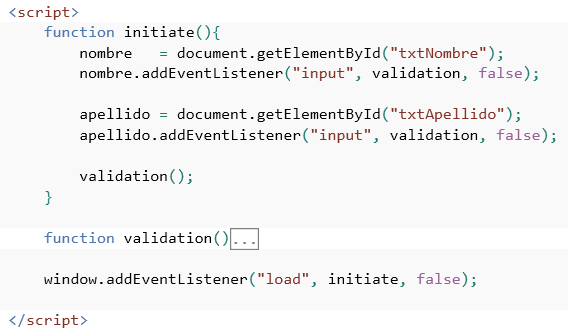 <script>
function initiate(){
nombre   = document.getElementById("txtNombre");
nombre.addEventListener("input", validation, false);
apellido = document.getElementById("txtApellido");
apellido.addEventListener("input", validation, false);
validation();
}
function validation()...
window.addEventListener("load", initiate, false);
</script>